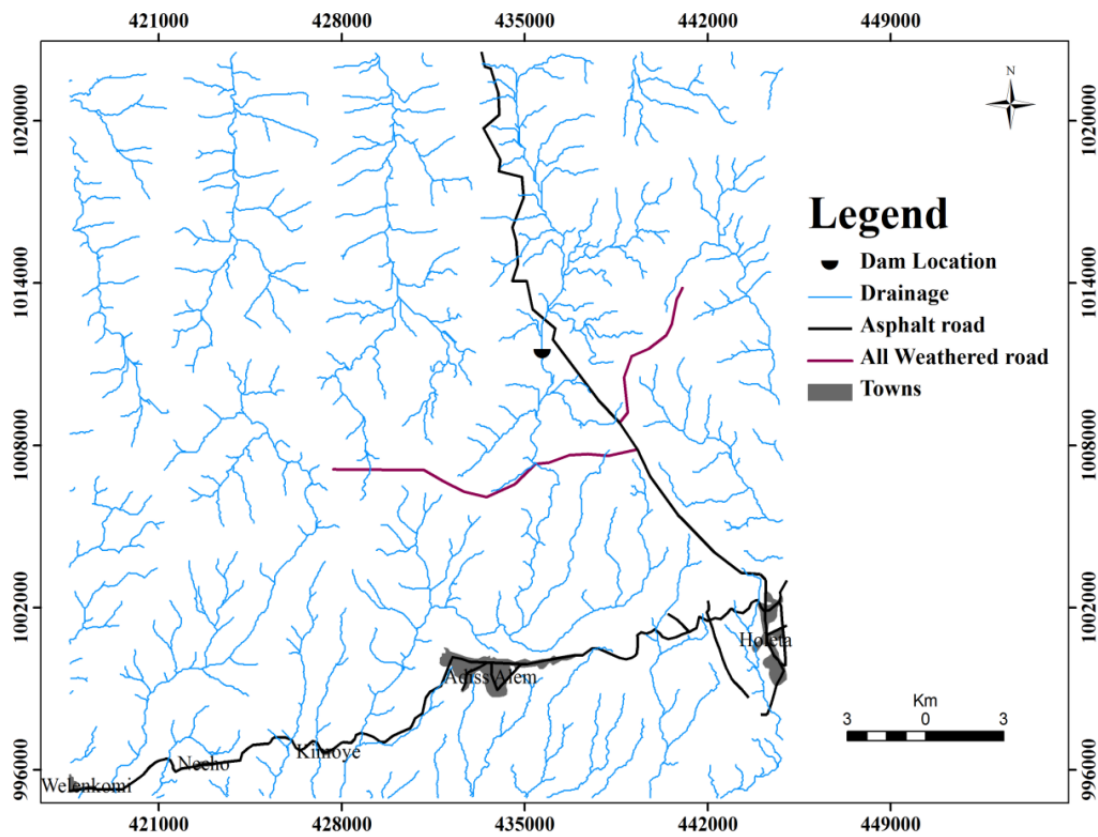 421000 428000 435000 442000 449000
1020000 1020000
N
Legend
Dam Location
Drainage
Asphalt road
All Weathered road
Towns
1014000 1014000
1008000 1008000
1002000 1002000
Holeta
Adiss Alem
Km
3 0 3
Kimoye
Necho
Welenkomi
996000 996000
421000 428000 435000 442000 449000